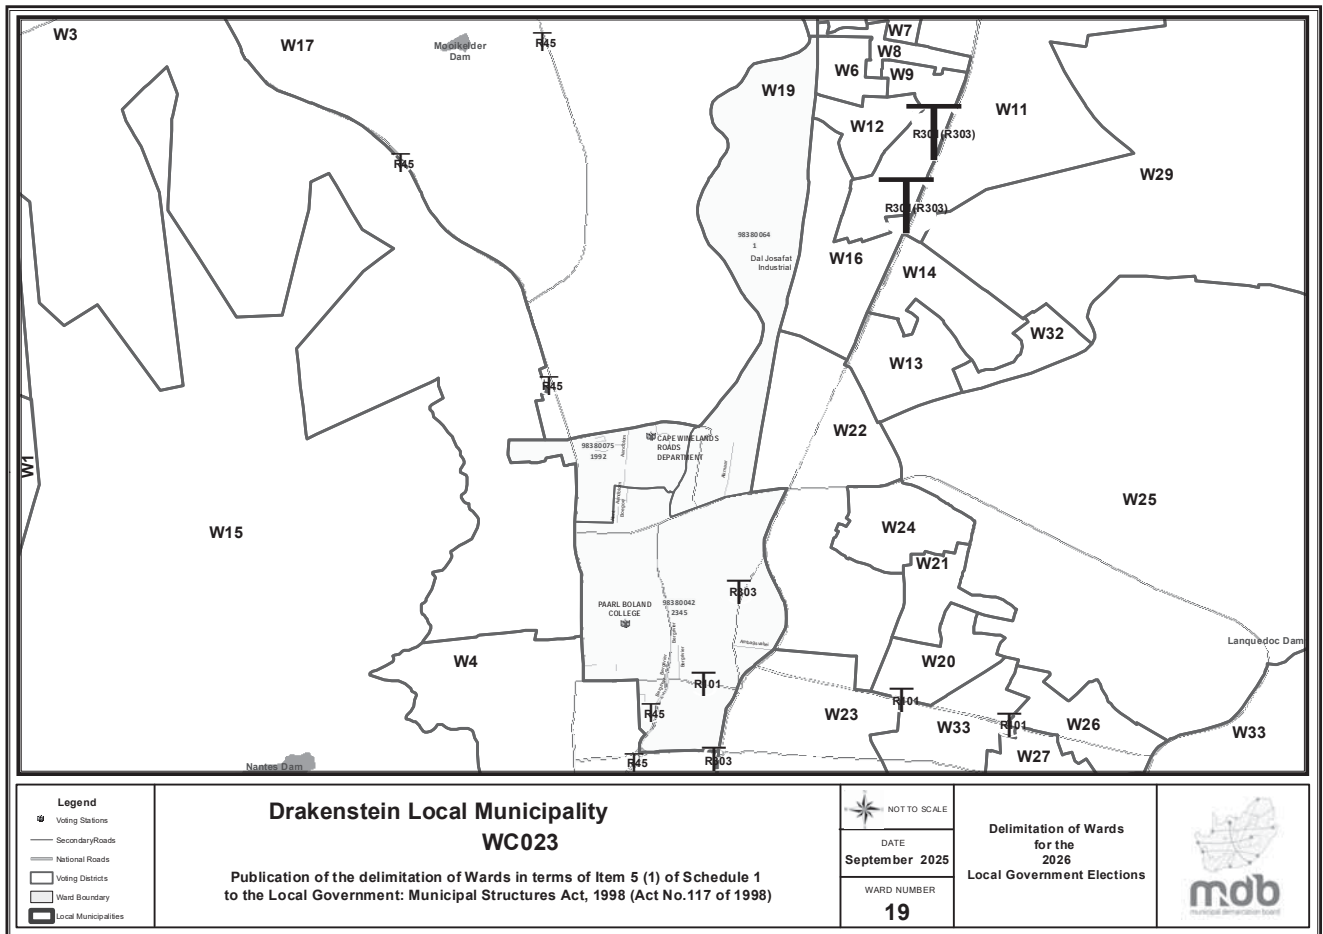 W3
W17
Mooikelder
Dam
R45
W7
W8
W6
W9
W19
W11
W12
R301(R303)
R45
W29
R301(R303)
98380064
1
Dal Josafat
Industrial
W16
W14
W32
W13
R45
W22
98380075
1992
CAPE WINELANDS
ROADS
DEPARTMENT
W1
W25
W15
W24
W21
R303
PAARL BOLAND
COLLEGE
98380042
2345
Lanquedoc Dam
W4
W20
R101
R45
R101
W23
W33
R101
W26
W33
W27
R45
R303
Nantes Dam
Legend
Voting Stations
SecondaryRoads
National Roads
Voting Districts
Ward Boundary
Local Municipalities
Drakenstein Local Municipality
WC023
Publication of the delimitation of Wards in terms of Item 5 (1) of Schedule 1
to the Local Government: Municipal Structures Act, 1998 (Act No.117 of 1998)
NOT TO SCALE
DATE
September 2025
WARD NUMBER
19
Delimitation of Wards
for the
2026
Local Government Elections
mdb
municipal demarcation board